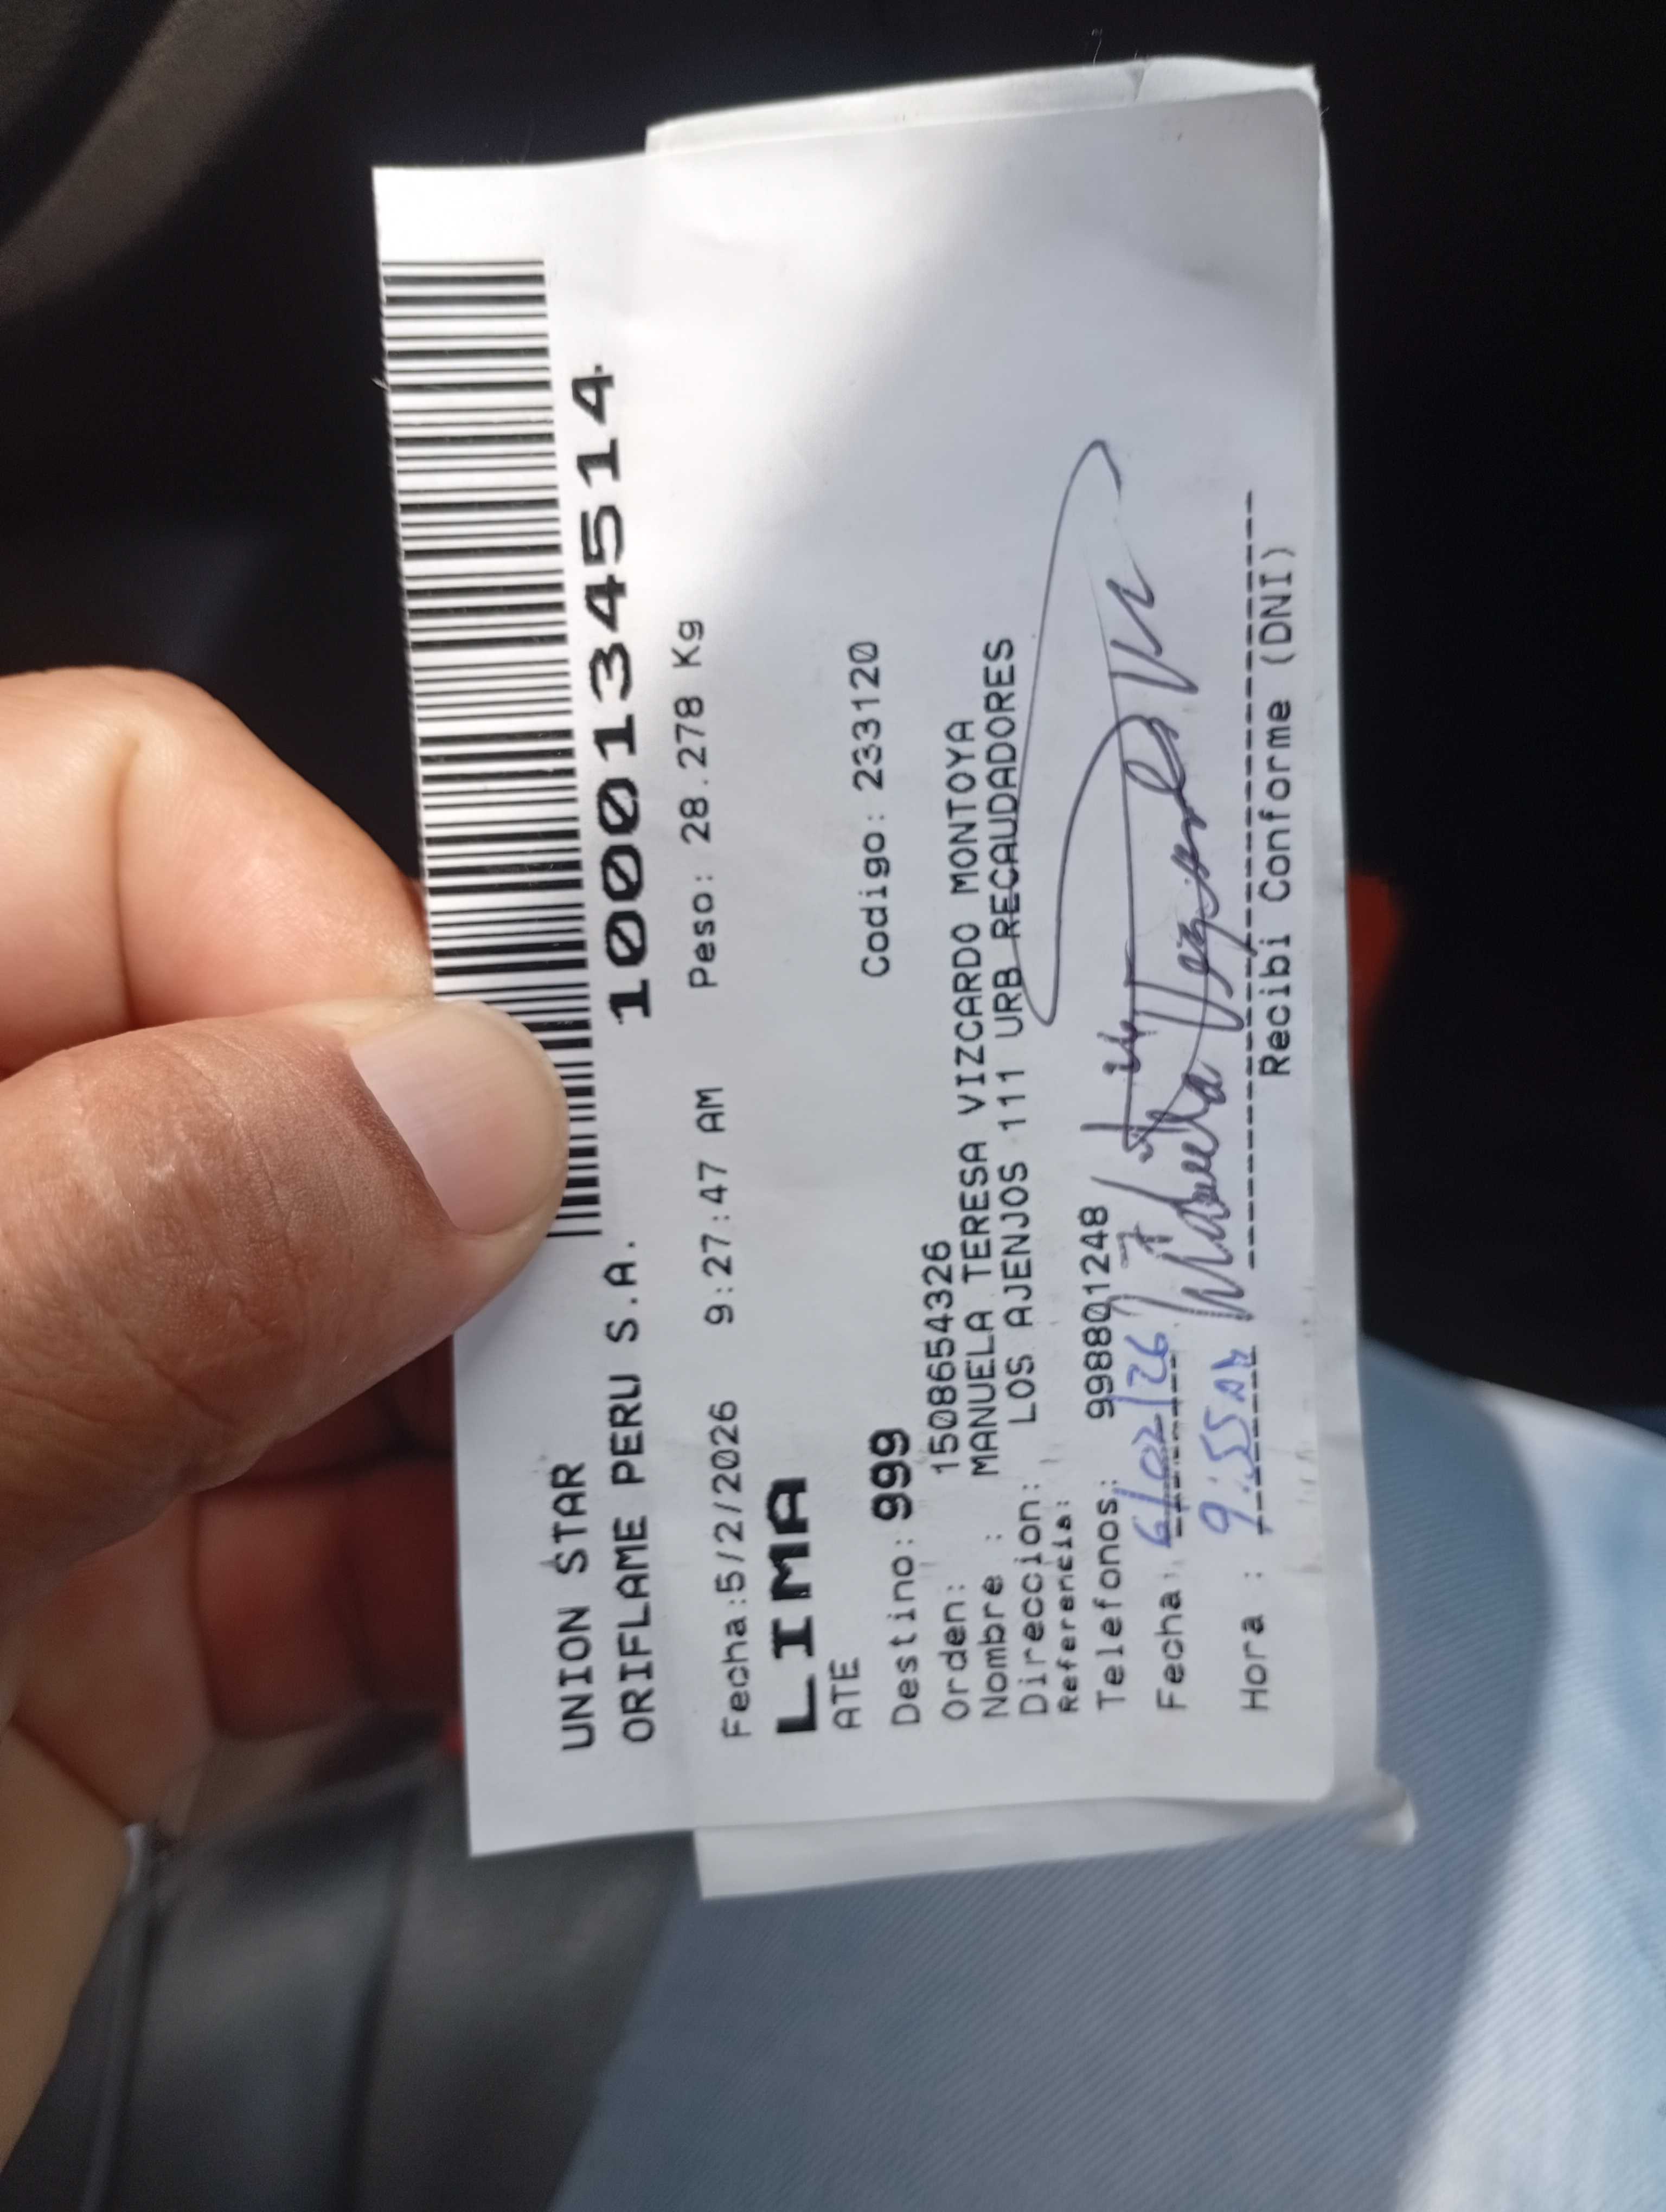 UNION STAR
ORIFLAME PERU S.A.
1000134514
Fecha:5/2/2026 9:27:47 AM Peso: 28.278 Kg
LIMA
ATE
Codigo: 233120
Destino: 999
Orden: 1508654326
Nombre : MANUELA TERESA VIZCARDO MONTOYA
Direccion: LOS AJENJOS 111 URB RECAUDADORES
Referencia:
Telefonos: 998801248
Fecha: 6/02/26
Hora : 9:55 AM Manuela
Recibi Conforme (DNI)